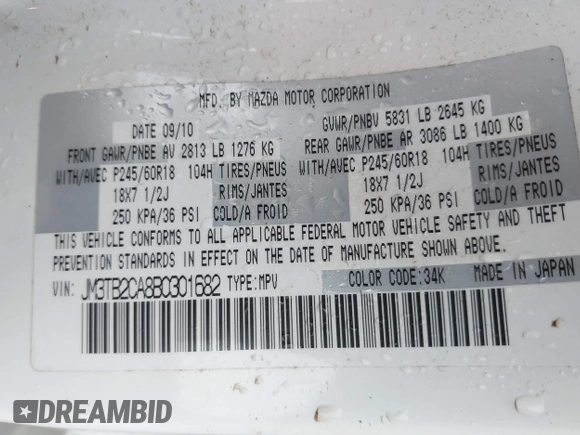 MFD. BY MAZDA MOTOR CORPORATION
DATE 09/10
GVWR/PNBV 5831 LB 2645 KG
FRONT GAWR/PNBE AV 2813 LB 1276 KG
REAR GAWR/PNBE AR 3086 LB 1400 KG
WITH/AVEC P245/60R18 104H TIRES/PNEUS
WITH/AVEC P245/60R18 104H TIRES/PNEUS
18X7 1/2J RIMS/JANTES
18X7 1/2J RIMS/JANTES
250 KPA/36 PSI COLD/A FROID
250 KPA/36 PSI COLD/A FROID
THIS VEHICLE CONFORMS TO ALL APPLICABLE FEDERAL MOTOR VEHICLE SAFETY AND THEFT
PREVENTION STANDARDS IN EFFECT ON THE DATE OF MANUFACTURE SHOWN ABOVE.
VIN: JM3TB2CA8B0301682 TYPE:MPV
COLOR CODE:34K MADE IN JAPAN
DREAMBID